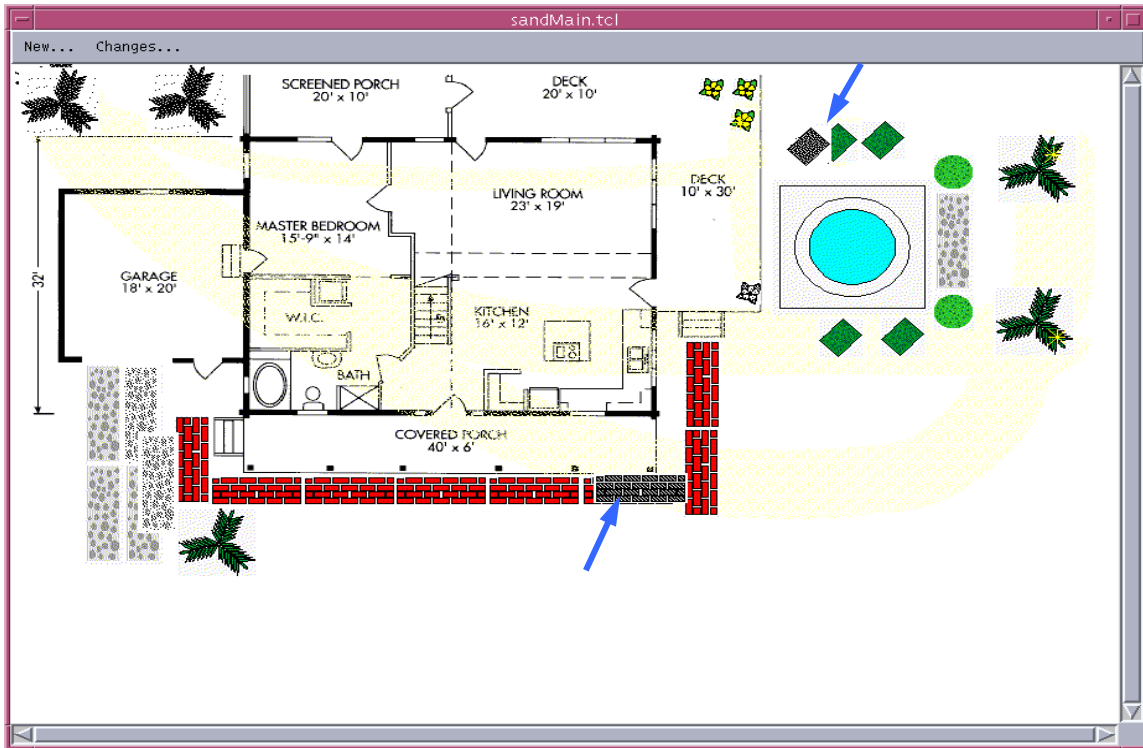 sandMain.tcl
New... Changes...
SCREENED PORCH
20' x 10'
DECK
20' x 10'
DECK
10' x 30'
LIVING ROOM
23' x 19'
MASTER BEDROOM
15'-9" x 14'
32'
GARAGE
18' x 20'
W.I.C.
KITCHEN
16' x 12'
BATH
COVERED PORCH
40' x 6'